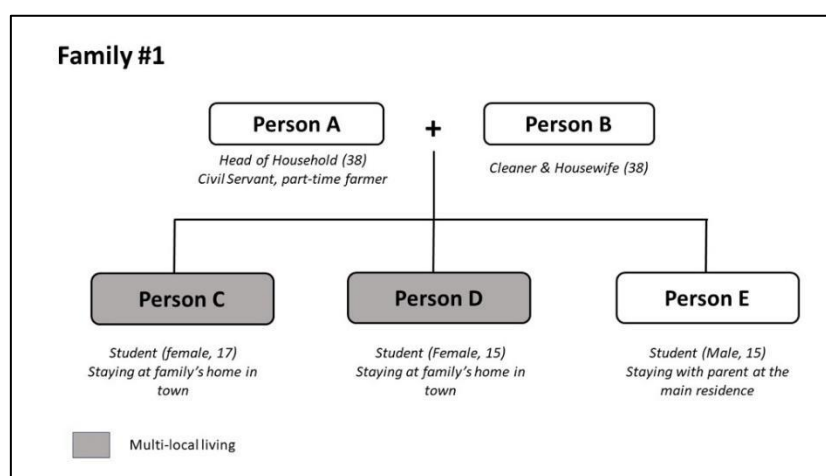 Family #1
Person A
+
Person B
Head of Household (38)
Civil Servant, part-time farmer
Cleaner & Housewife (38)
Person C
Person D
Person E
Student (female, 17)
Staying at family's home in
town
Student (Female, 15)
Staying at family's home in
town
Student (Male, 15)
Staying with parent at the
main residence
Multi-local living